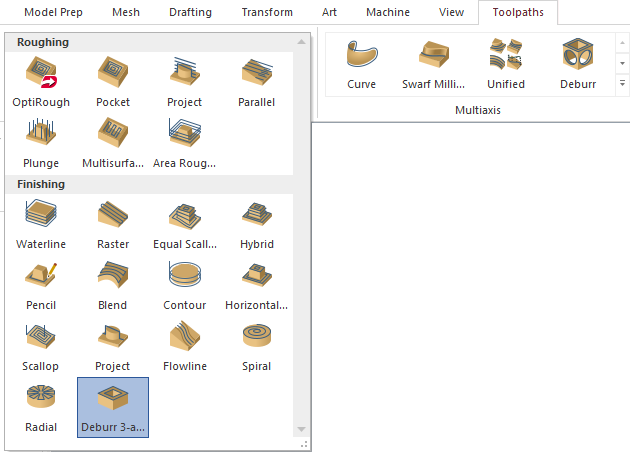 Model Prep Mesh Drafting Transform Art Machine View Toolpaths
Roughing
OptiRough Pocket Project Parallel
Plunge Multisurfa... Area Roug...
Finishing
Waterline Raster Equal Scall... Hybrid
Pencil Blend Contour Horizontal...
Scallop Project Flowline Spiral
Radial Deburr 3-a...
Curve Swarf Milli... Unified Deburr
Multiaxis